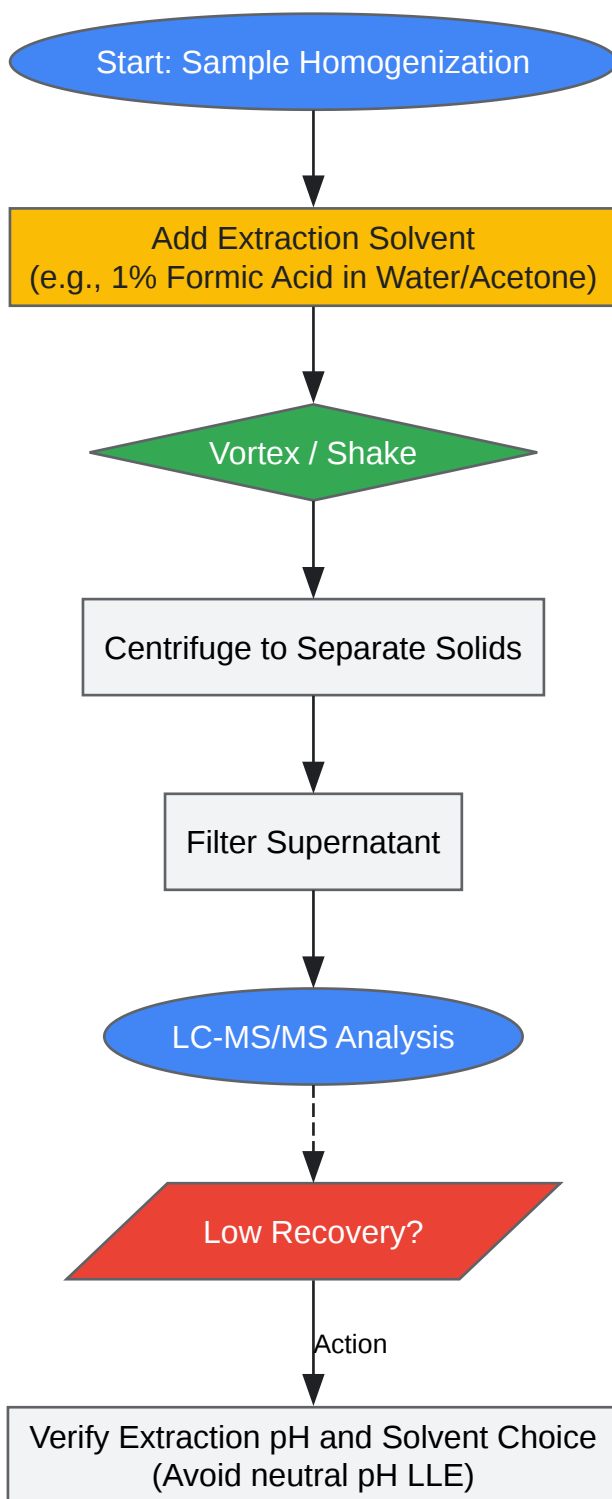 Start: Sample Homogenization
Add Extraction Solvent
(e.g., 1% Formic Acid in Water/Acetone)
Vortex / Shake
Centrifuge to Separate Solids
Filter Supernatant
LC-MS/MS Analysis
Low Recovery?
Action
Verify Extraction pH and Solvent Choice
(Avoid neutral pH LLE)